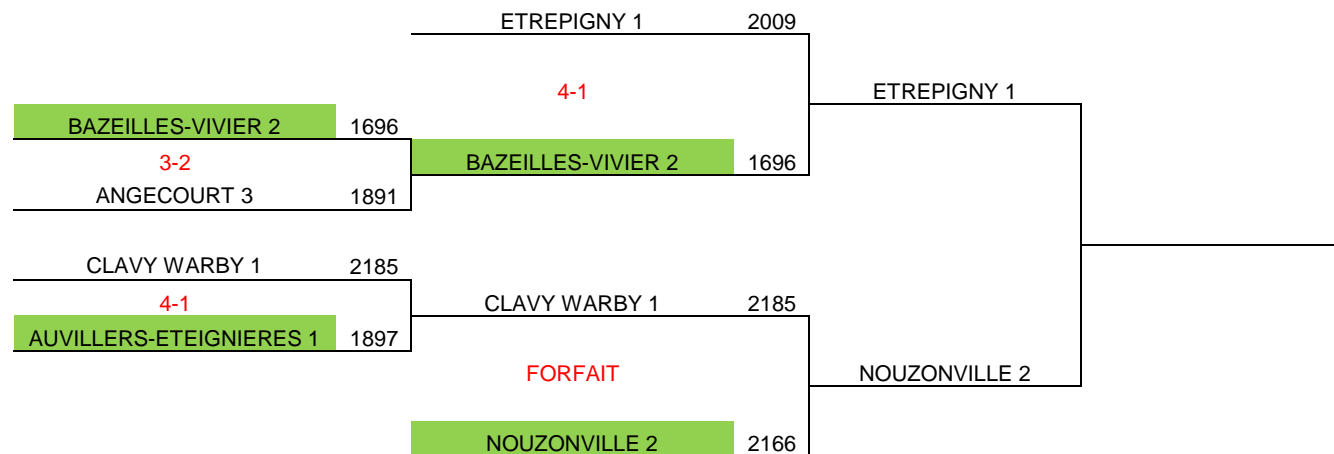 ETREPIGNY 1 2009
4-1 ETREPIGNY 1
BAZEILLES-VIVIER 2 1696
3-2 BAZEILLES-VIVIER 2 1696
ANGECOURT 3 1891
CLAVY WARBY 1 2185
4-1 CLAVY WARBY 1 2185
AUVILLERS-ETEIGNIERES 1 1897
FORFAIT NOUZONVILLE 2
NOUZONVILLE 2 2166